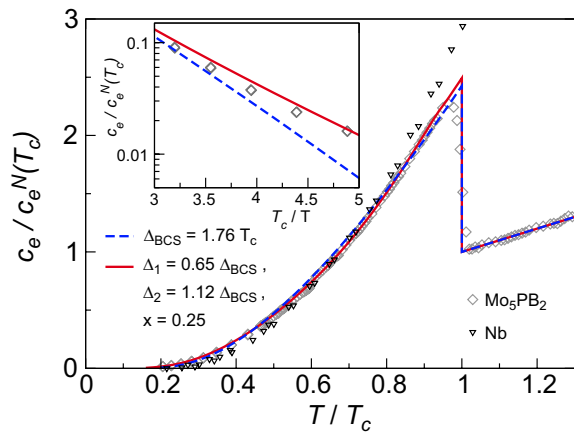 c_e / c_e^N(T_c)
3
2
1
0
0
0.2
0.4
0.6
0.8
1
1.2
T / T_c
c_e / c_e^N(T_c)
0.1
0.01
3
3.5
4
4.5
5
T_c / T
Δ_BCS = 1.76 T_c
Δ_1 = 0.65 Δ_BCS ,
Δ_2 = 1.12 Δ_BCS ,
x = 0.25
Mo_5PB_2
Nb